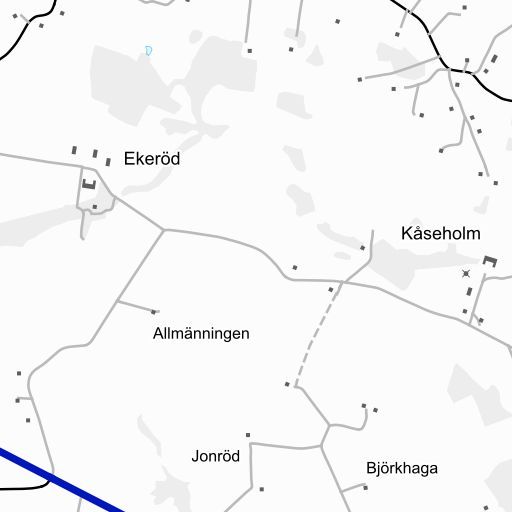 Ekeröd
Kåseholm
Allmänningen
Jonröd
Björkhaga